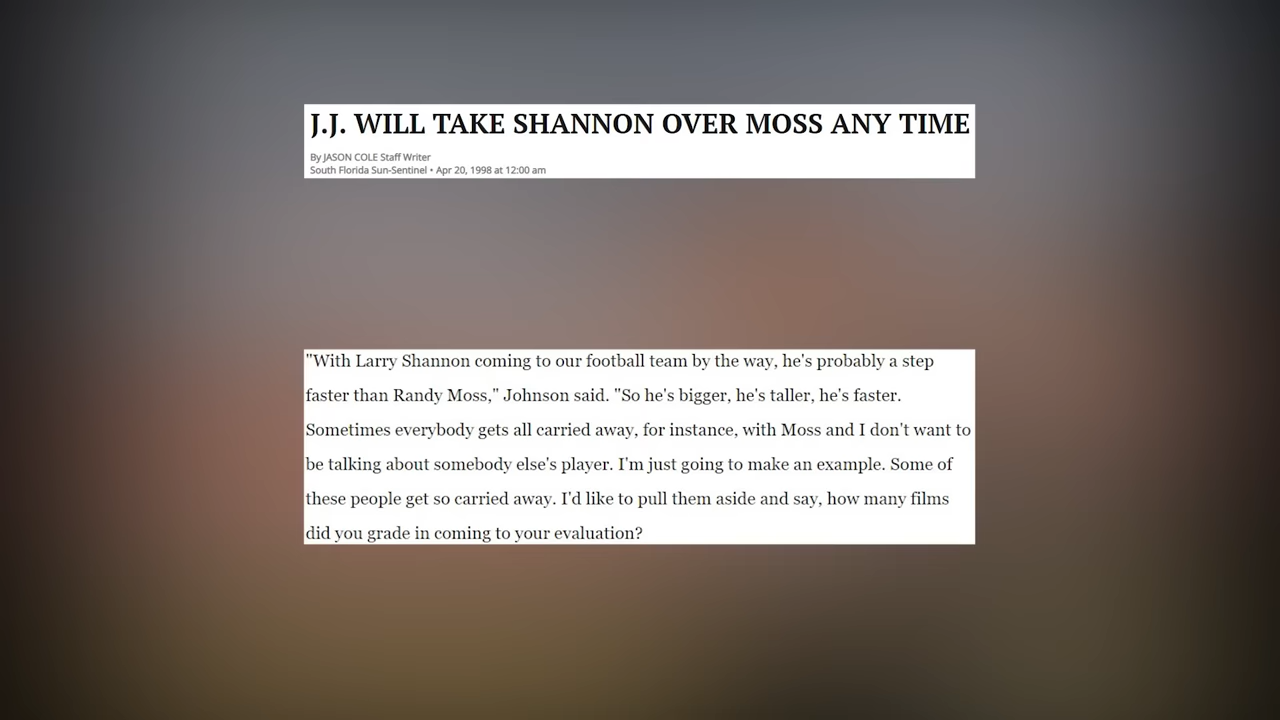 J.J. WILL TAKE SHANNON OVER MOSS ANY TIME
By JASON COLE Staff Writer
South Florida Sun-Sentinel • Apr 20, 1998 at 12:00 am
"With Larry Shannon coming to our football team by the way, he's probably a step
faster than Randy Moss," Johnson said. "So he's bigger, he's taller, he's faster.
Sometimes everybody gets all carried away, for instance, with Moss and I don't want to
be talking about somebody else's player. I'm just going to make an example. Some of
these people get so carried away. I'd like to pull them aside and say, how many films
did you grade in coming to your evaluation?